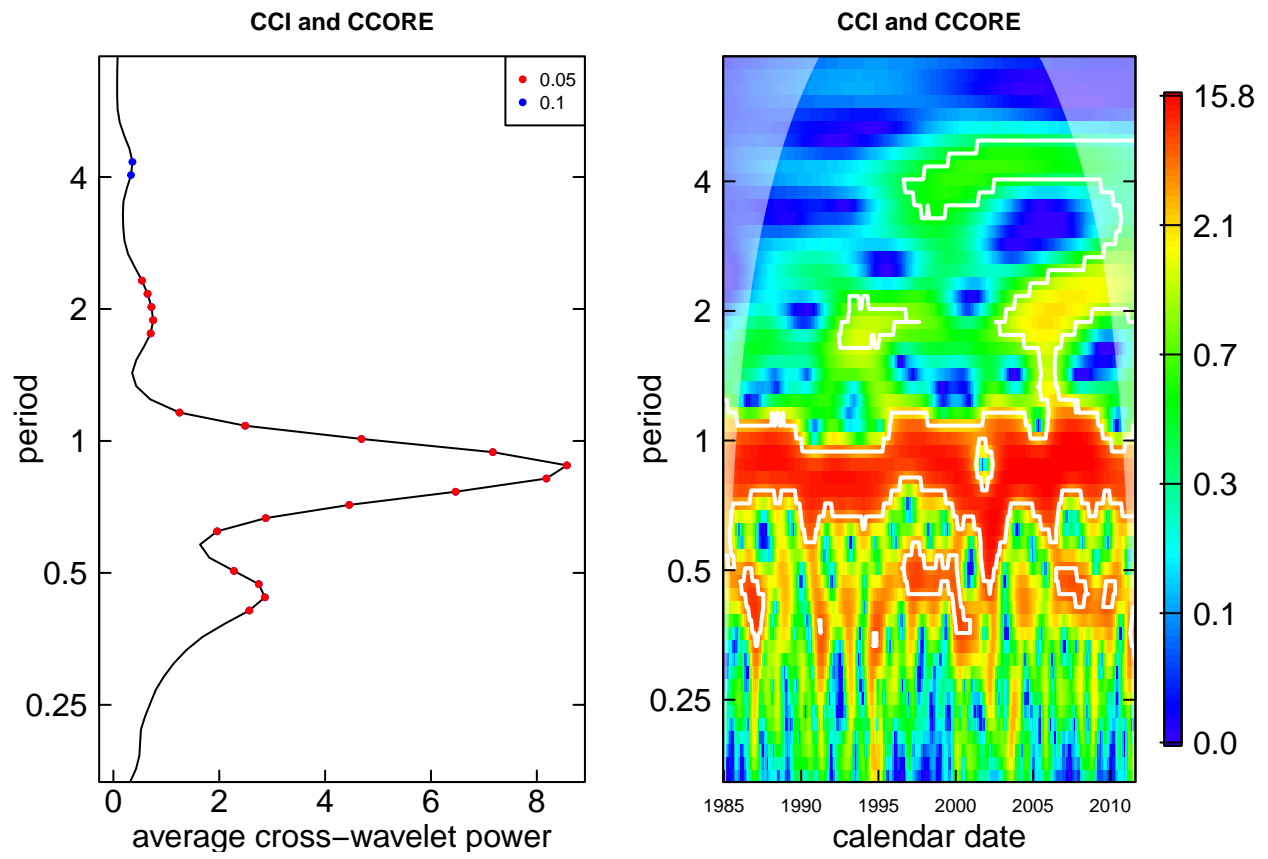 CCI and CCORE
0.05
0.1
4
2
1
0.5
0.25
period
0 2 4 6 8
average cross−wavelet power
CCI and CCORE
4
2
1
0.5
0.25
period
1985 1990 1995 2000 2005 2010
calendar date
15.8
2.1
0.7
0.3
0.1
0.0